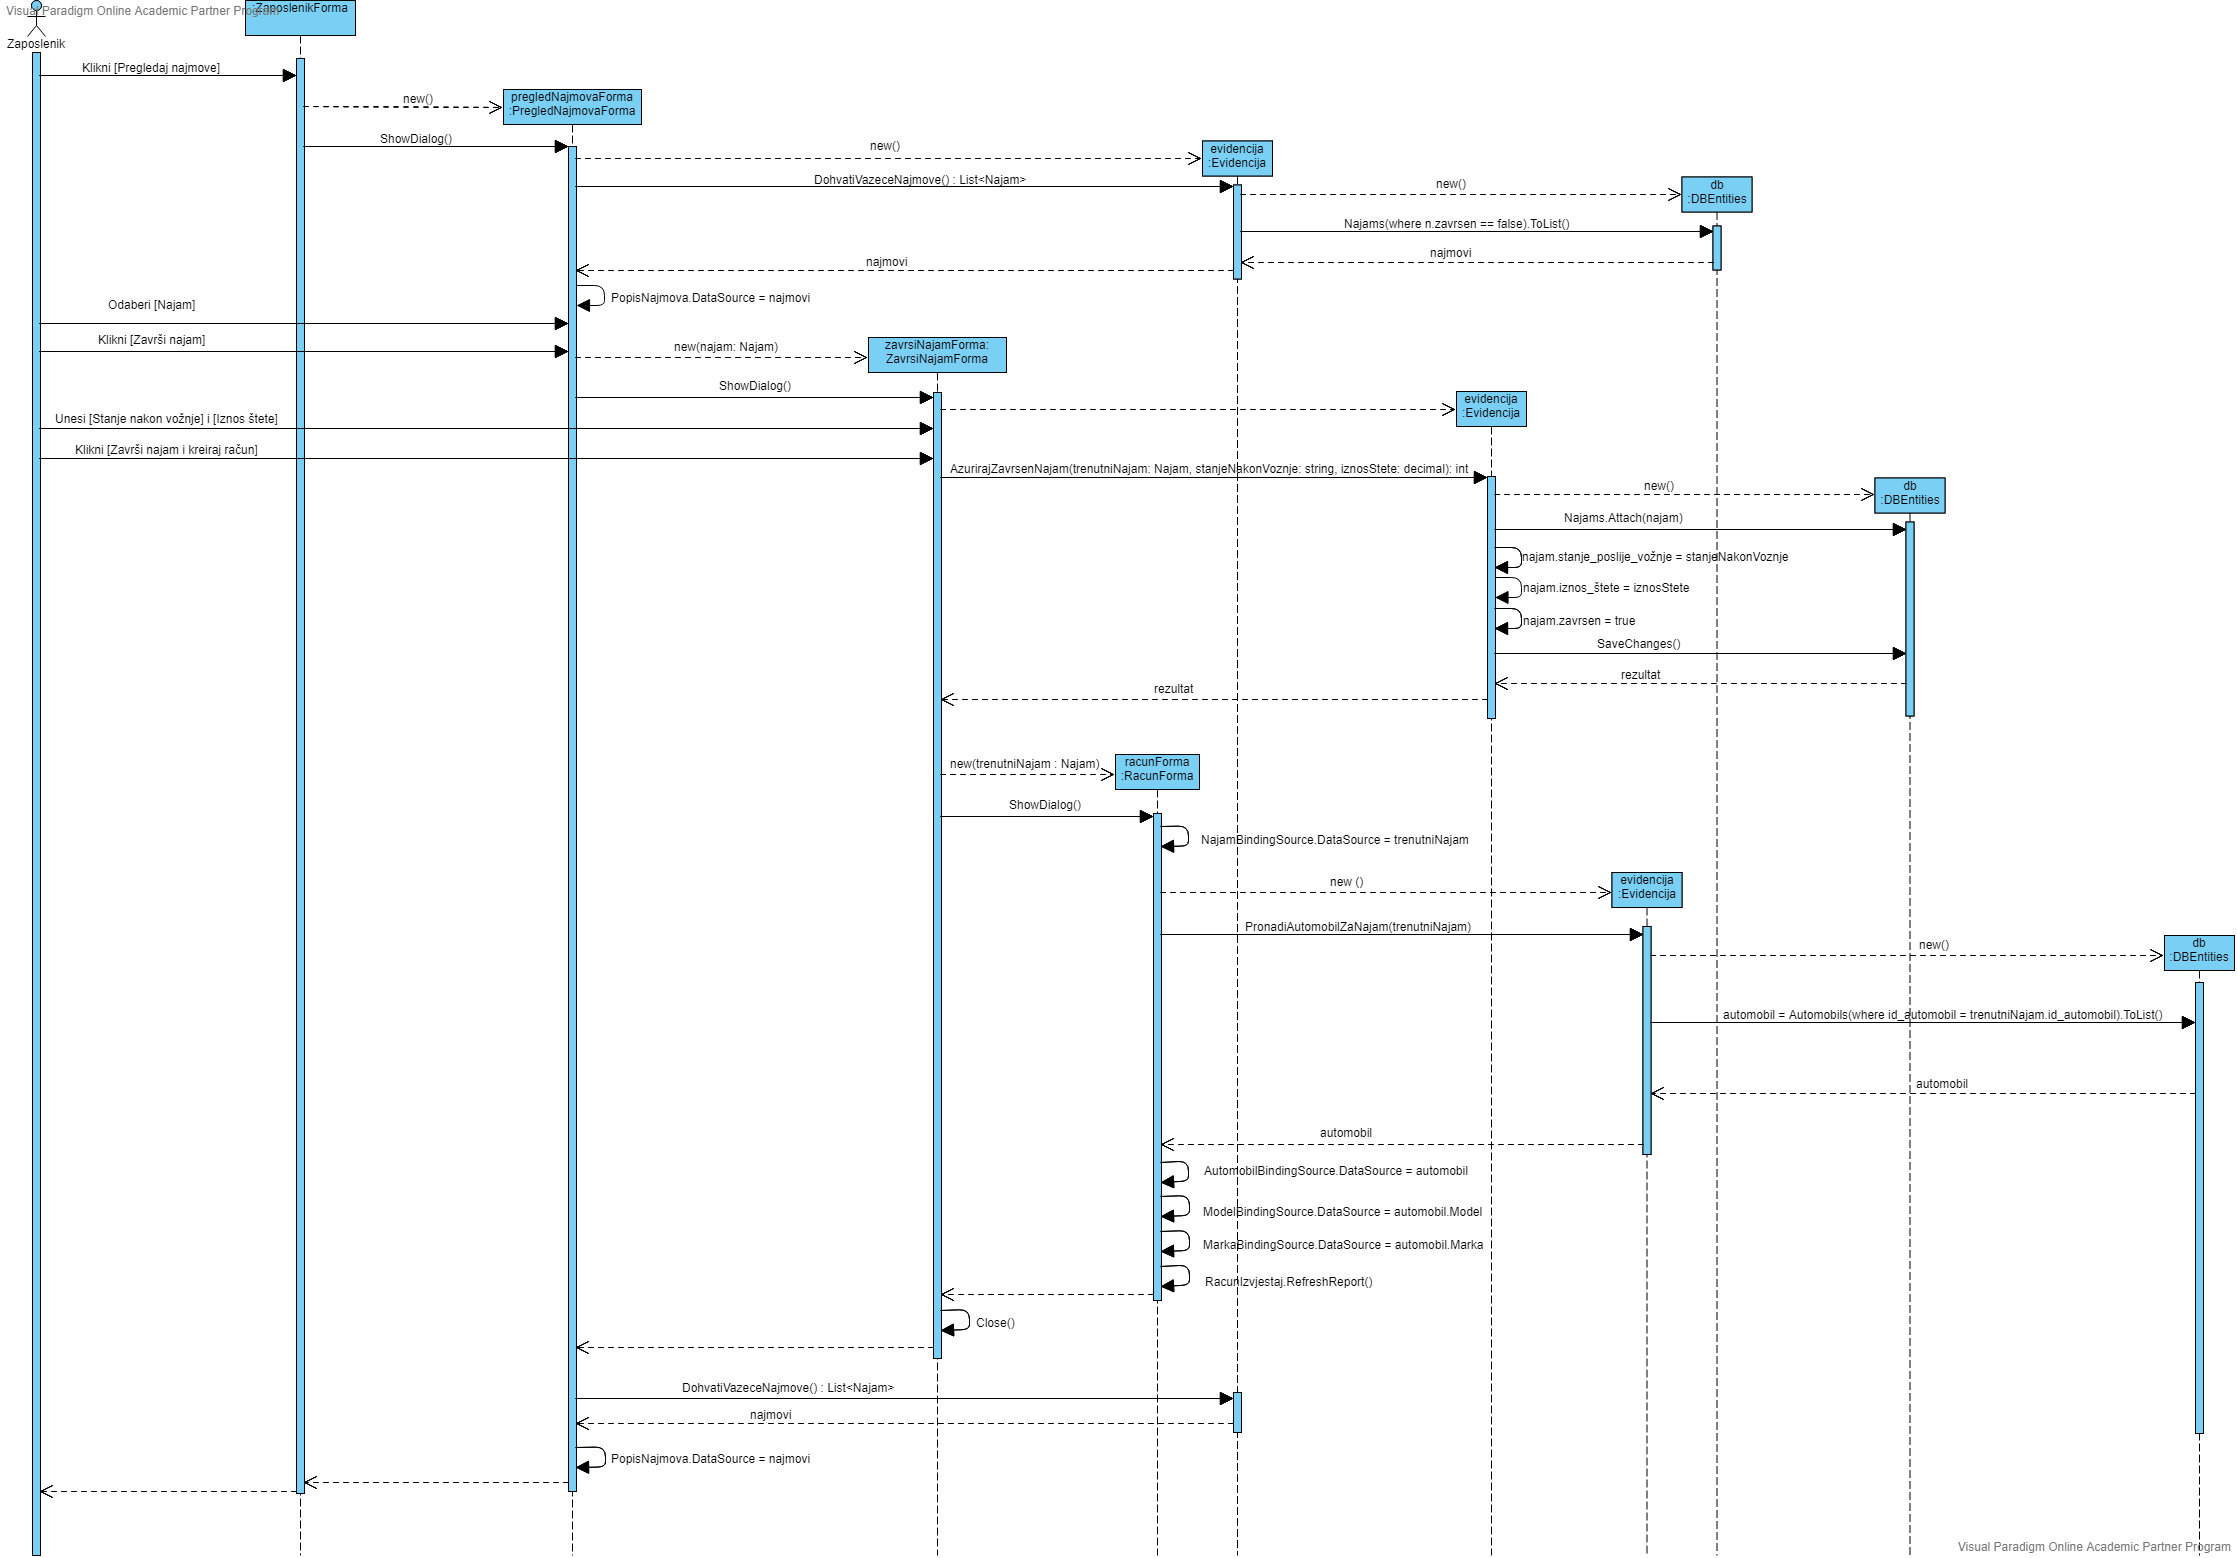 Visual Paradigm Online Academic Partner Program
:ZaposlenikForma
Zaposlenik
Klikni [Pregledaj najmove]
new()
pregledNajmovaForma
:PregledNajmovaForma
ShowDialog()
new()
evidencija
:Evidencija
DohvatiVazeceNajmove() : List<Najam>
new()
db
:DBEntities
Najams(where n.zavrsen == false).ToList()
najmovi
najmovi
PopisNajmova.DataSource = najmovi
Odaberi [Najam]
Klikni [Završi najam]
new(najam: Najam)
zavrsiNajamForma:
ZavrsiNajamForma
ShowDialog()
evidencija
:Evidencija
Unesi [Stanje nakon vožnje] i [Iznos štete]
Klikni [Završi najam i kreiraj račun]
AzurirajZavrsenNajam(trenutniNajam: Najam, stanjeNakonVoznje: string, iznosStete: decimal): int
new()
db
:DBEntities
Najams.Attach(najam)
najam.stanje_poslije_vožnje = stanjeNakonVoznje
najam.iznos_štete = iznosStete
najam.zavrsen = true
SaveChanges()
rezultat
rezultat
new(trenutniNajam : Najam)
racunForma
:RacunForma
ShowDialog()
NajamBindingSource.DataSource = trenutniNajam
new ()
evidencija
:Evidencija
PronadiAutomobilZaNajam(trenutniNajam)
new()
db
:DBEntities
automobil = Automobils(where id_automobil = trenutniNajam.id_automobil).ToList()
automobil
automobil
AutomobilBindingSource.DataSource = automobil
ModelBindingSource.DataSource = automobil.Model
MarkaBindingSource.DataSource = automobil.Marka
RacunIzvjestaj.RefreshReport()
Close()
DohvatiVazeceNajmove() : List<Najam>
najmovi
PopisNajmova.DataSource = najmovi
Visual Paradigm Online Academic Partner Program